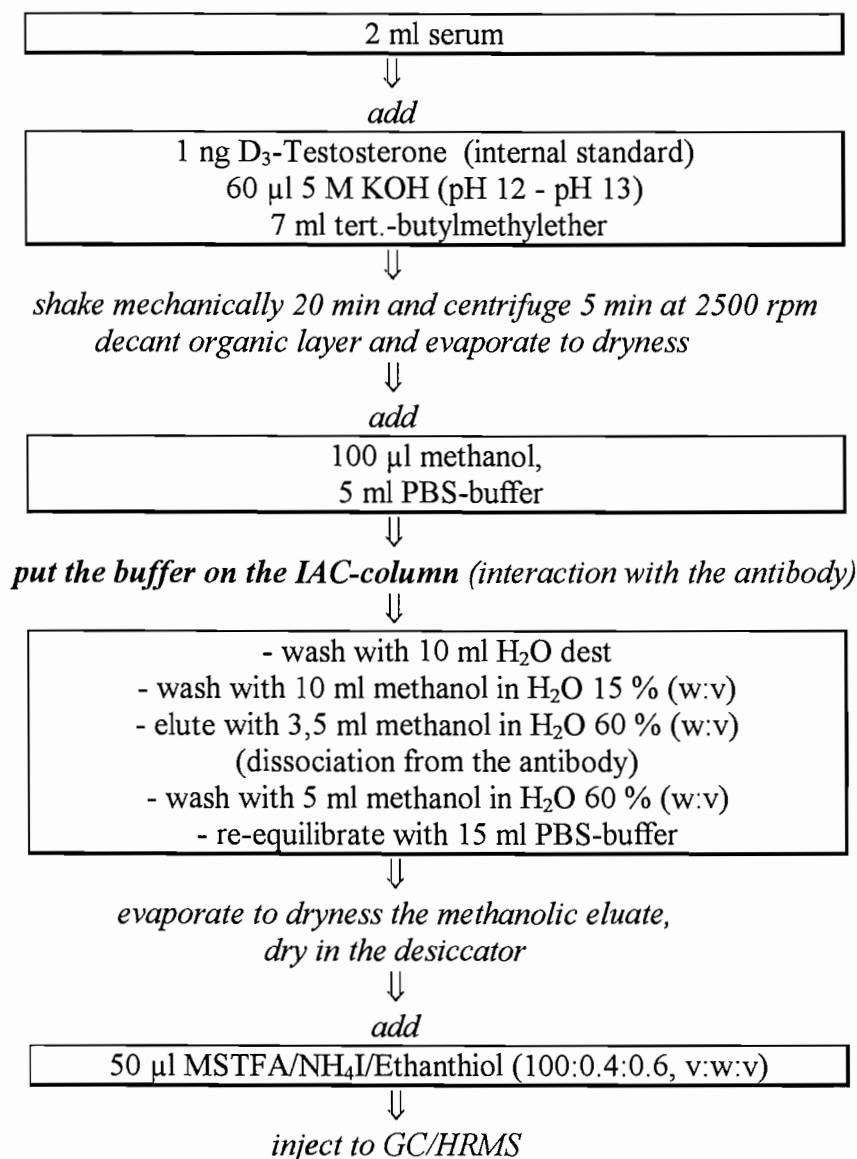 2 ml serum
⇓
add
1 ng D₃-Testosterone (internal standard)
60 µl 5 M KOH (pH 12 - pH 13)
7 ml tert.-butylmethylether
⇓
shake mechanically 20 min and centrifuge 5 min at 2500 rpm
decant organic layer and evaporate to dryness
⇓
add
100 µl methanol,
5 ml PBS-buffer
⇓
put the buffer on the IAC-column (interaction with the antibody)
⇓
- wash with 10 ml H₂O dest
- wash with 10 ml methanol in H₂O 15 % (w:v)
- elute with 3,5 ml methanol in H₂O 60 % (w:v)
(dissociation from the antibody)
- wash with 5 ml methanol in H₂O 60 % (w:v)
- re-equilibrate with 15 ml PBS-buffer
⇓
evaporate to dryness the methanolic eluate,
dry in the desiccator
⇓
add
50 µl MSTFA/NH₄I/Ethanthiol (100:0.4:0.6, v:w:v)
⇓
inject to GC/HRMS